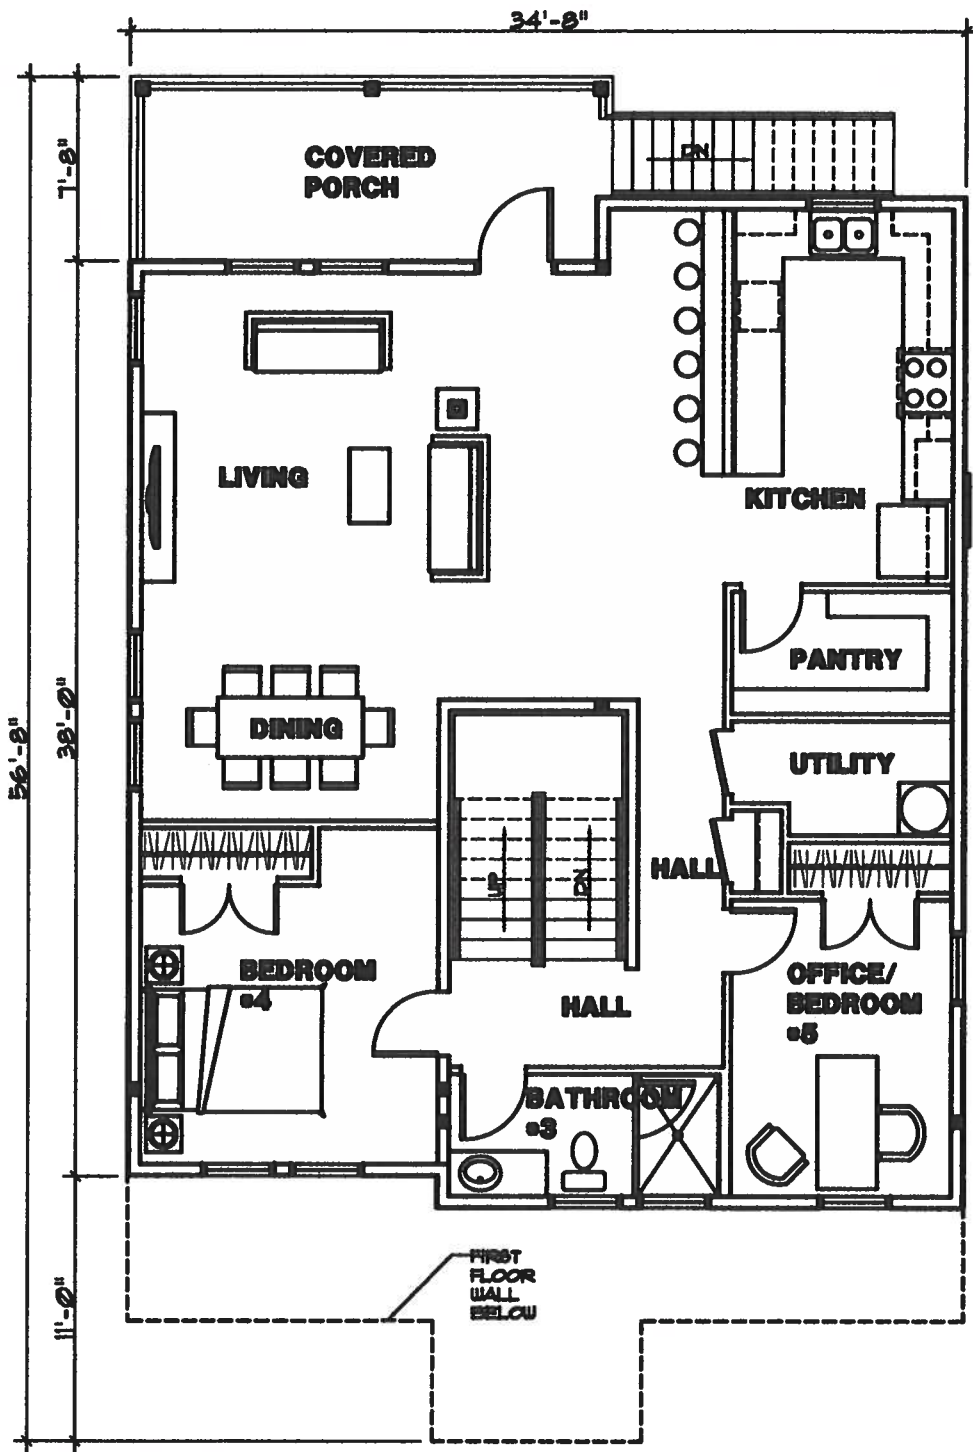 34'-8"
7'-8"
COVERED
PORCH
DN
LIVING
KITCHEN
PANTRY
56'-8"
38'-0"
DINING
UTILITY
UP
DN
HALL
BEDROOM
#4
OFFICE/
BEDROOM
#5
HALL
BATHROOM
#3
FIRST
FLOOR
WALL
BELOW
11'-0"